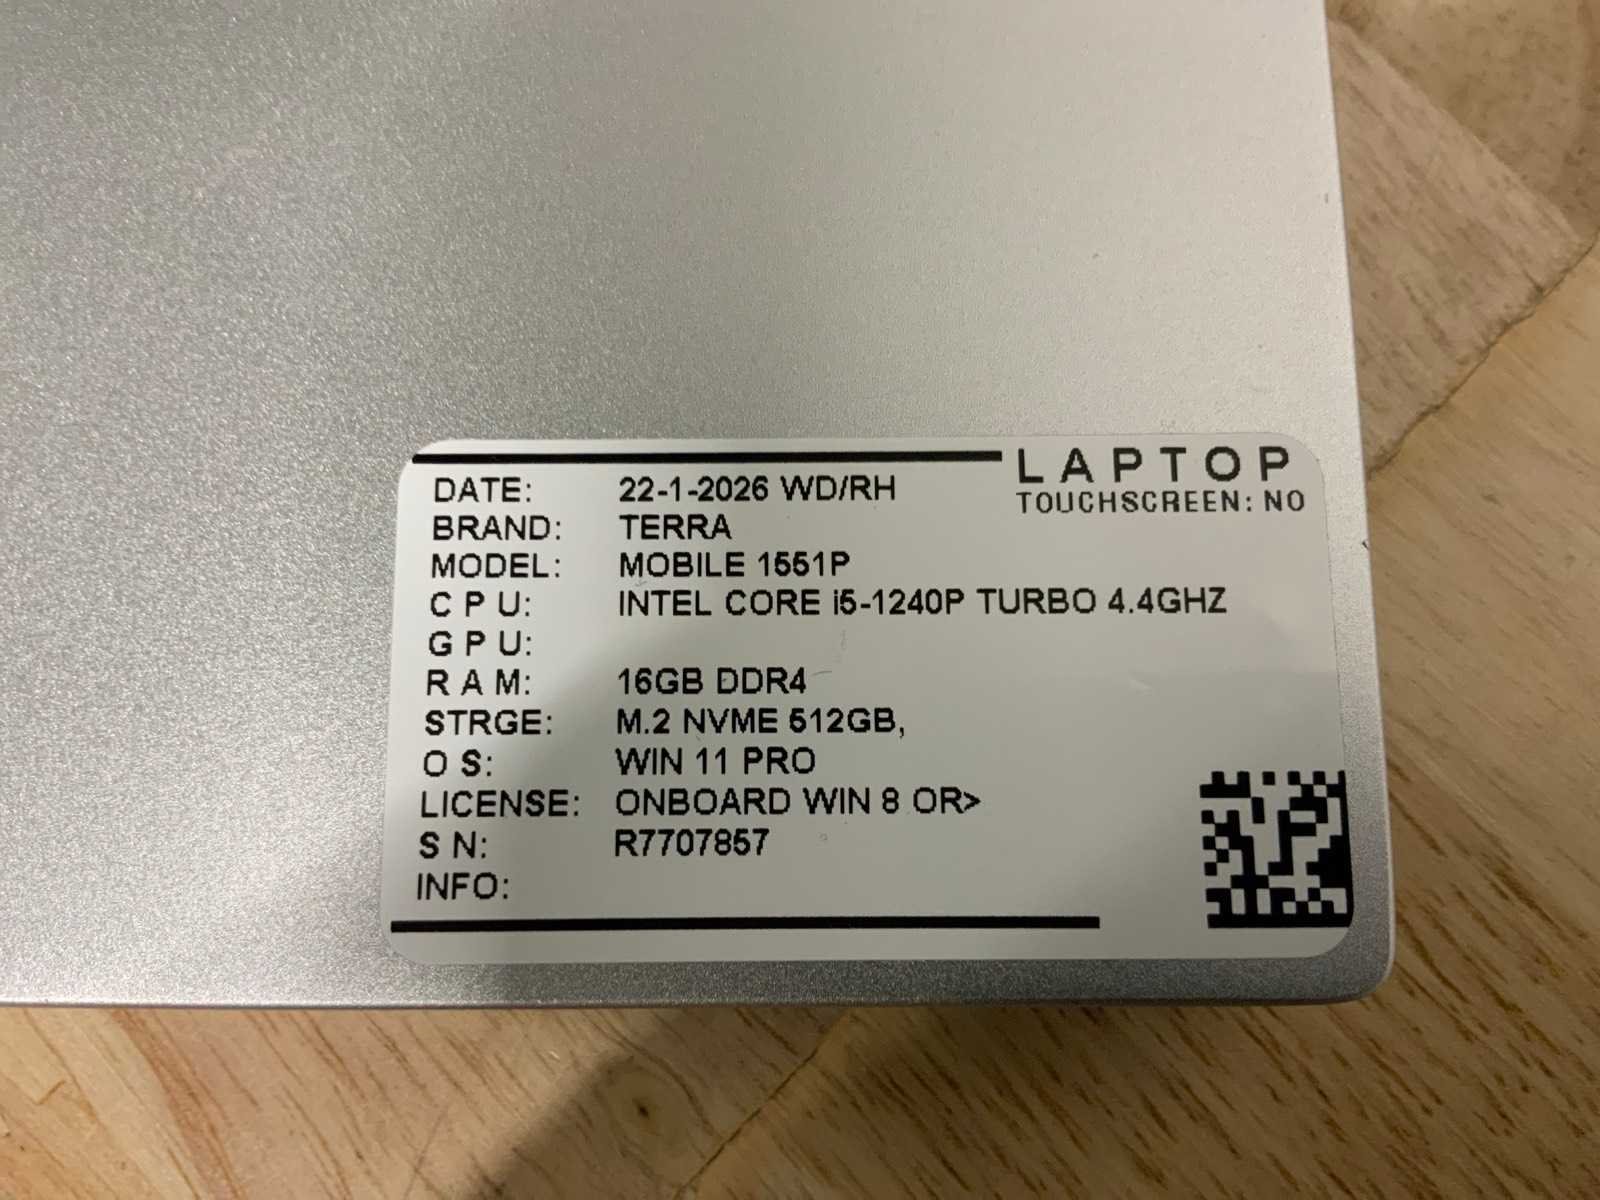 LAPTOP
TOUCHSCREEN: NO
DATE: 22-1-2026 WD/RH
BRAND: TERRA
MODEL: MOBILE 1551P
C P U: INTEL CORE i5-1240P TURBO 4.4GHZ
G P U:
R A M: 16GB DDR4
STRGE: M.2 NVME 512GB,
O S: WIN 11 PRO
LICENSE: ONBOARD WIN 8 OR>
S N: R7707857
INFO: